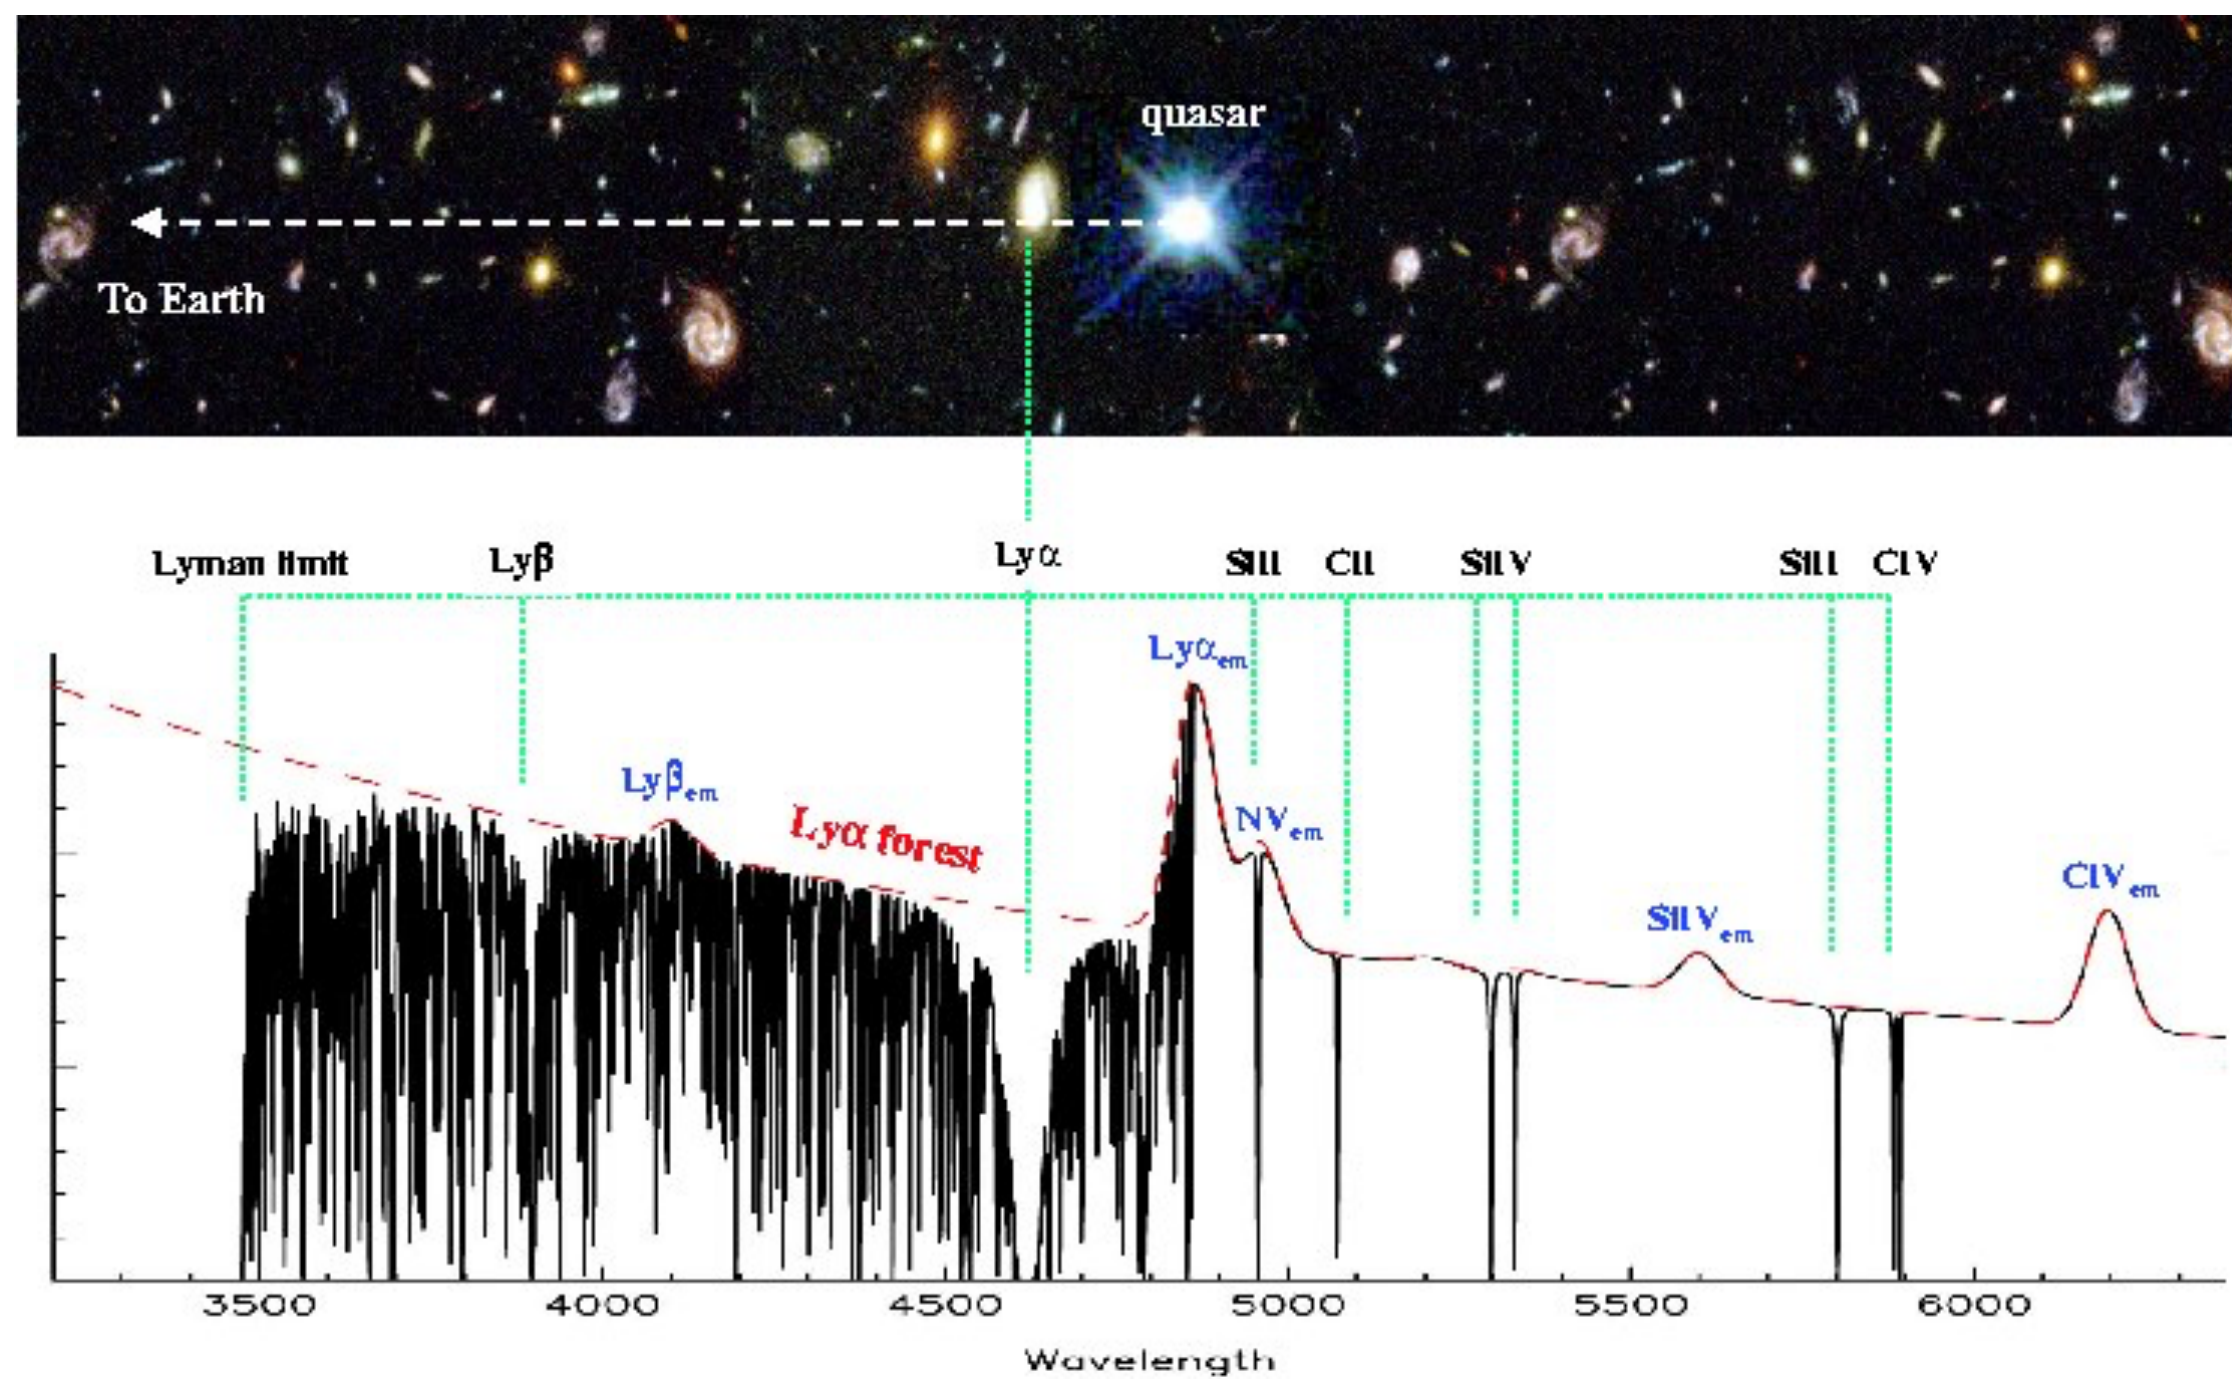 quasar
To Earth
Lyman limit Lyβ Lyα SiII CII SiIV SiII CIV
Lyαem
Lyβem
Lyα forest
NVem
SiIVem
CIVem
3500 4000 4500 5000 5500 6000
Wavelength